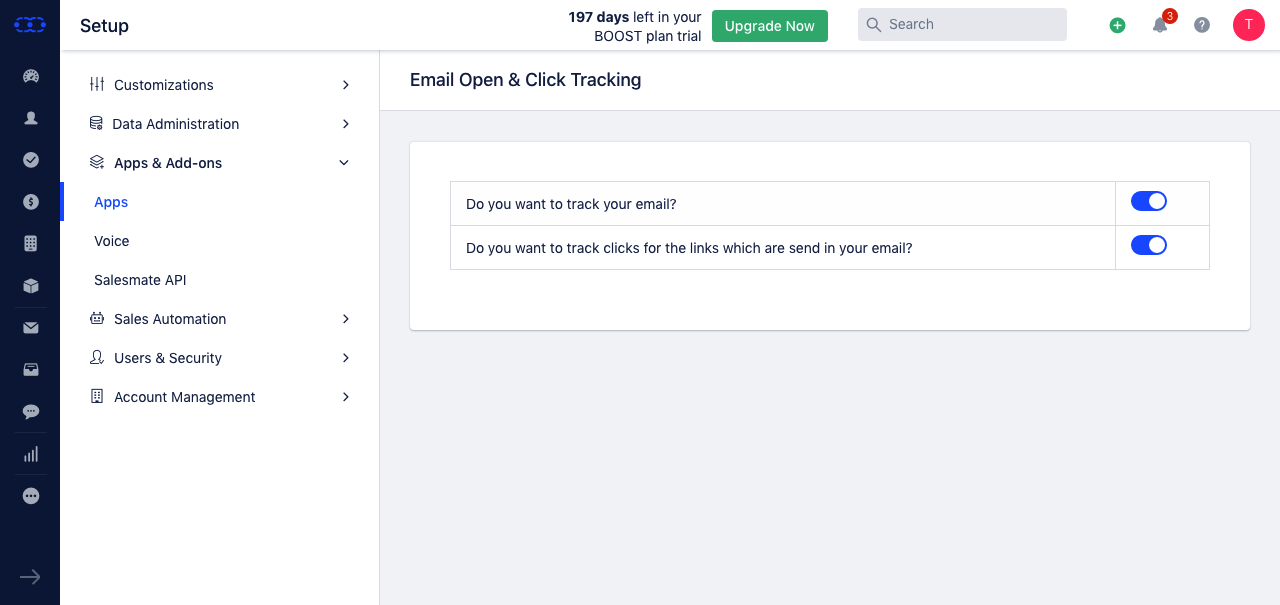 Setup
197 days left in your
BOOST plan trial
Upgrade Now
Search
3
T
Customizations
Data Administration
Apps & Add-ons
Apps
Voice
Salesmate API
Sales Automation
Users & Security
Account Management
Email Open & Click Tracking
Do you want to track your email?
Do you want to track clicks for the links which are send in your email?